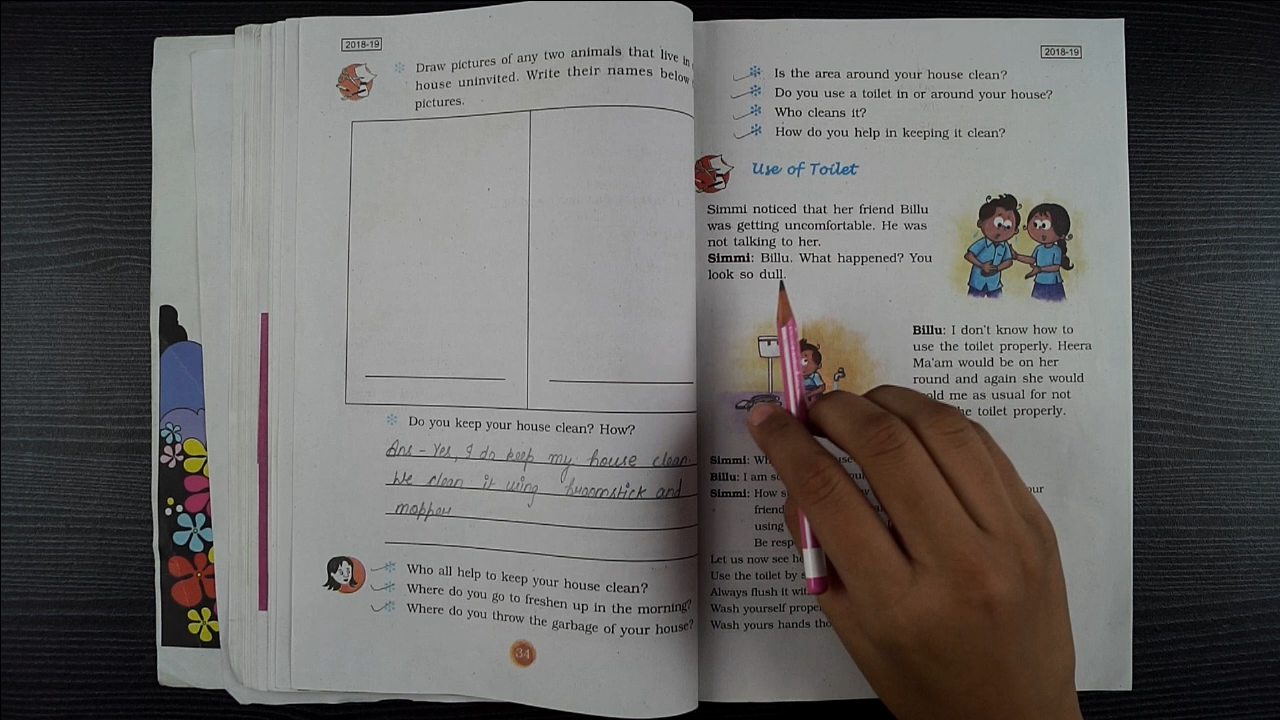 2018-19
Draw pictures of any two animals that live in
house uninvited. Write their names below
pictures.
Do you keep your house clean? How?
Ans - Yes, I do keep my house clean.
We clean it using broomstick and
mopper
Who all help to keep your house clean?
Where do you go to freshen up in the morning?
Where do you throw the garbage of your house?
34
2018-19
Is the area around your house clean?
Do you use a toilet in or around your house?
Who cleans it?
How do you help in keeping it clean?
Use of Toilet
Simmi noticed that her friend Billu
was getting uncomfortable. He was
not talking to her.
Simmi: Billu. What happened? You
look so dull.
Billu: I don't know how to
use the toilet properly. Heera
Ma'am would be on her
round and again she would
me as usual for not
toilet properly.
Simmi:
Billu: I am
Simmi: How
using
Be
Let us now see
Use the toilet by
Always flush it
Wash yourself
Wash yours hands